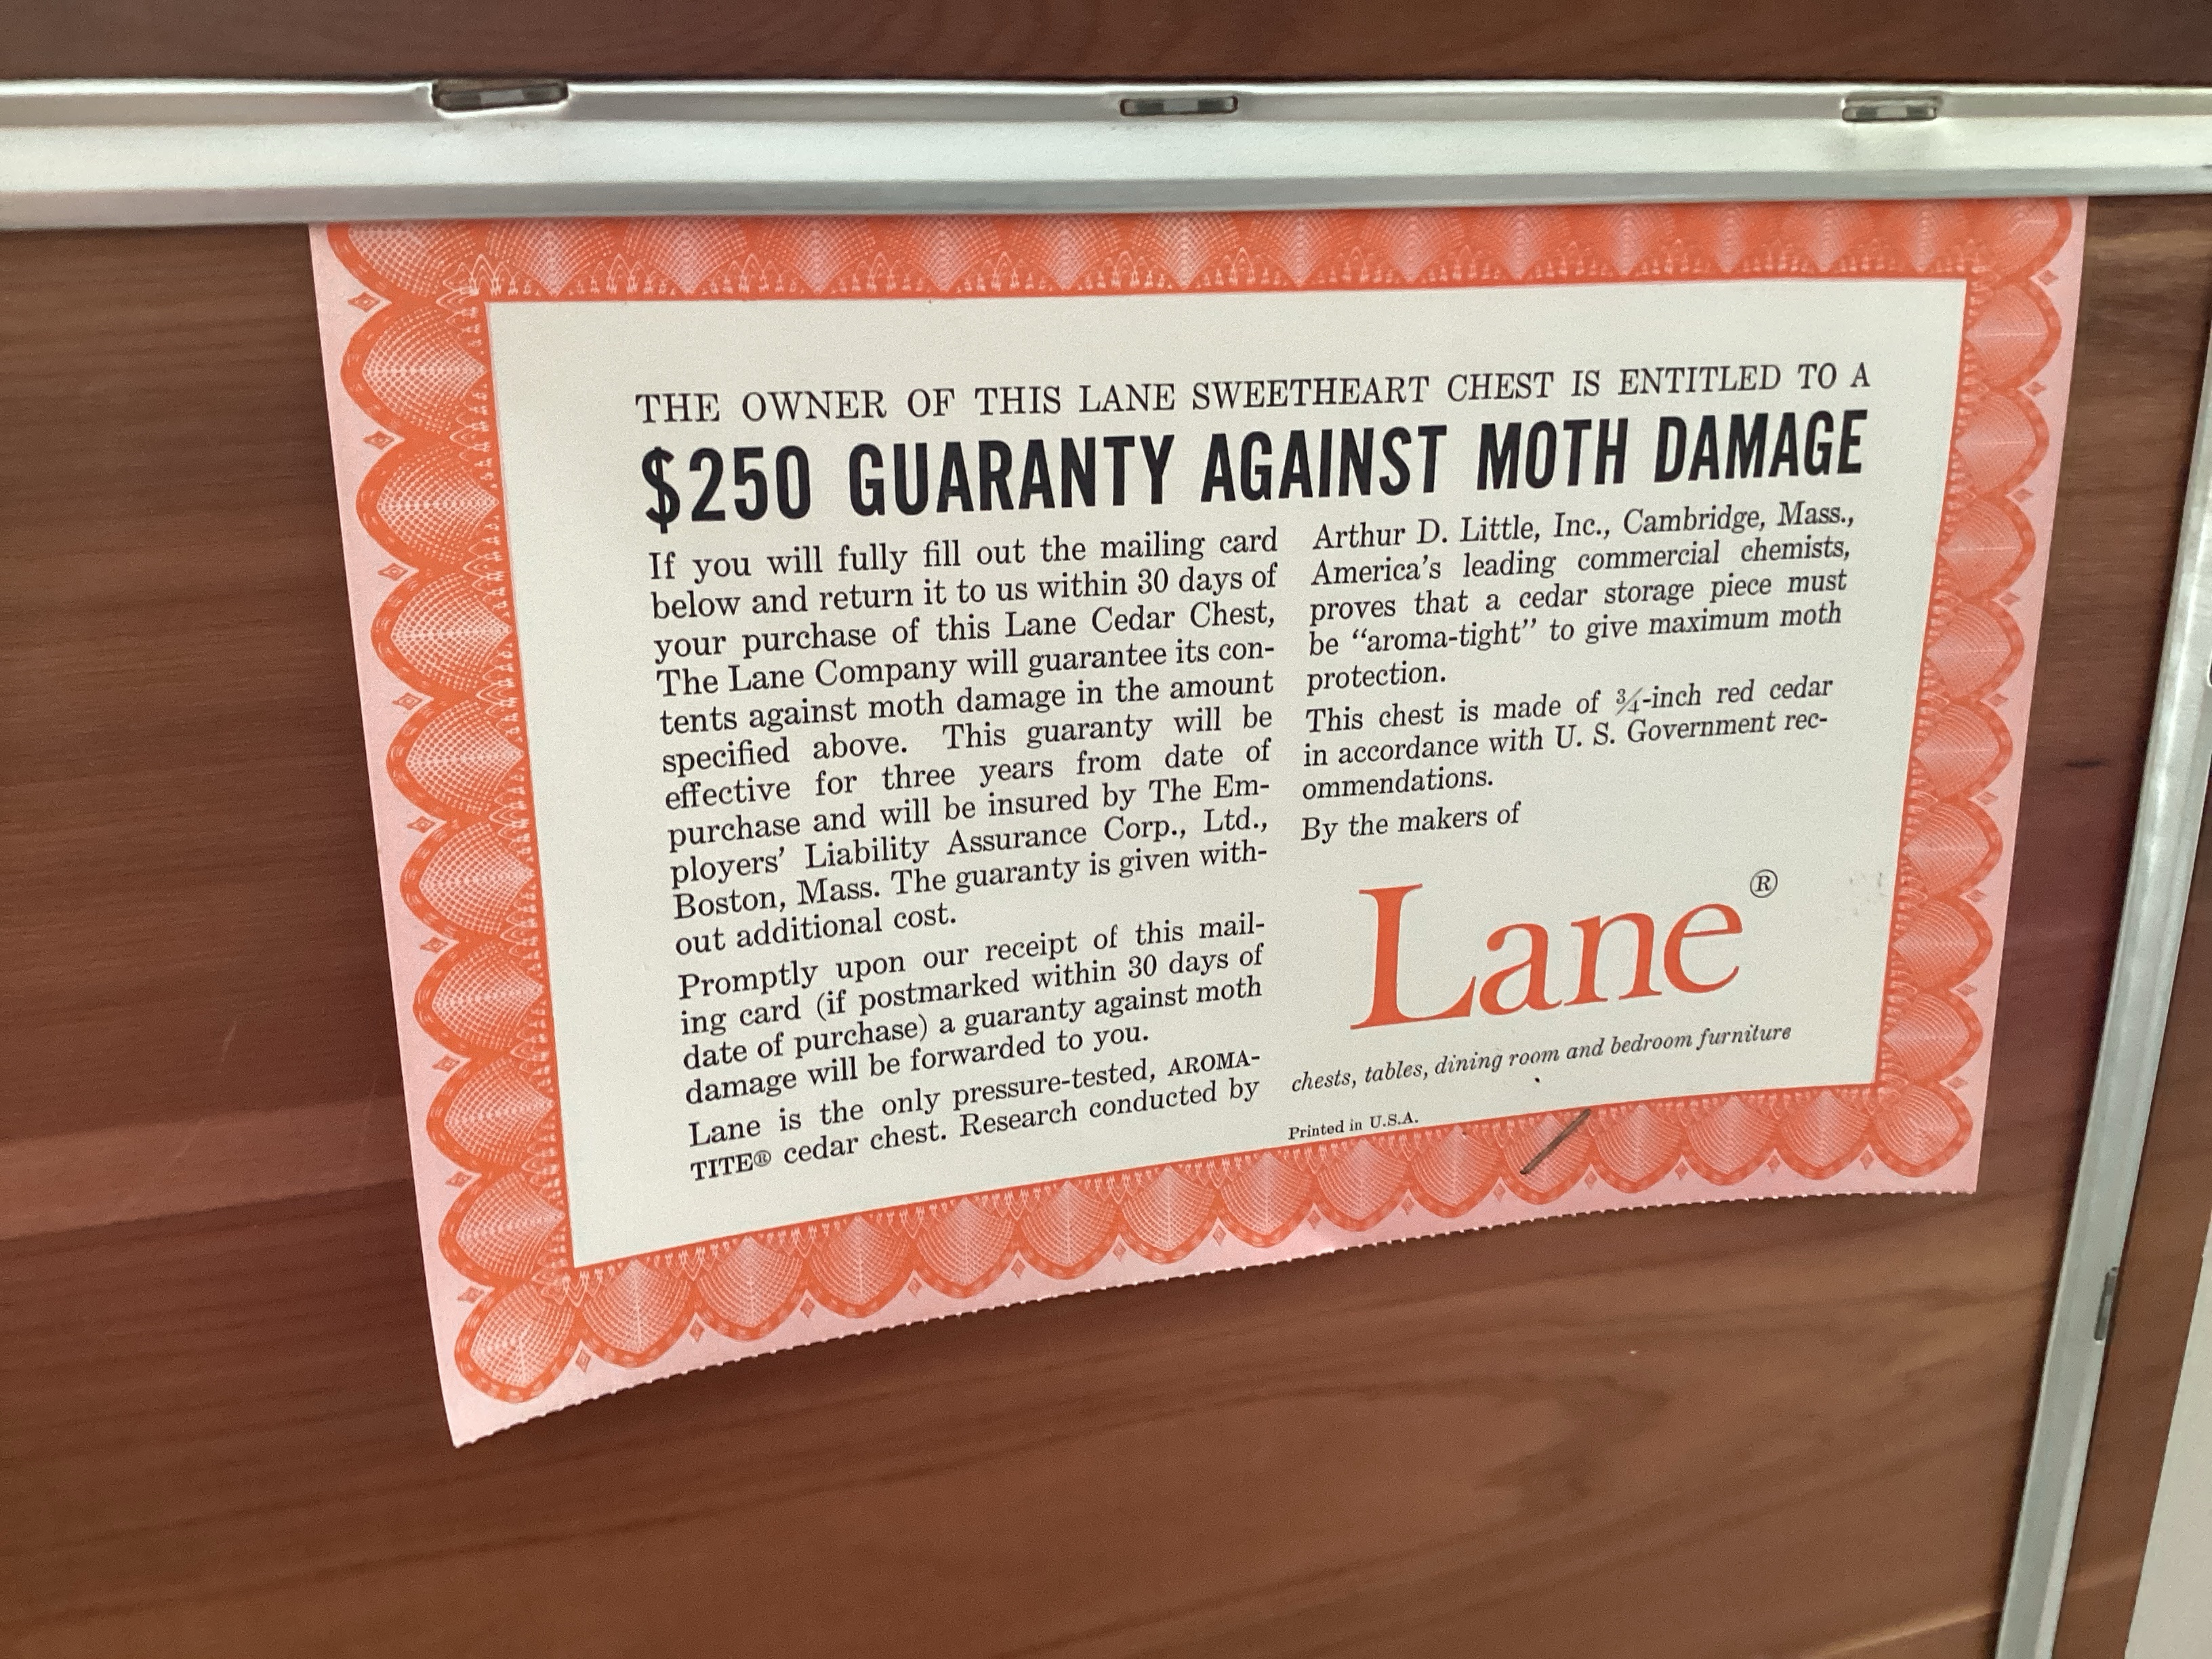 THE OWNER OF THIS LANE SWEETHEART CHEST IS ENTITLED TO A
$250 GUARANTY AGAINST MOTH DAMAGE
If you will fully fill out the mailing card
below and return it to us within 30 days of
your purchase of this Lane Cedar Chest,
The Lane Company will guarantee its con-
tents against moth damage in the amount
specified above. This guaranty will be
effective for three years from date of
purchase and will be insured by The Em-
ployers' Liability Assurance Corp., Ltd.,
Boston, Mass. The guaranty is given with-
out additional cost.
Promptly upon our receipt of this mail-
ing card (if postmarked within 30 days of
date of purchase) a guaranty against moth
damage will be forwarded to you.
Lane is the only pressure-tested, AROMA-
TITE® cedar chest. Research conducted by
Arthur D. Little, Inc., Cambridge, Mass.,
America's leading commercial chemists,
proves that a cedar storage piece must
be “aroma-tight” to give maximum moth
protection.
This chest is made of ¾-inch red cedar
in accordance with U. S. Government rec-
ommendations.
By the makers of
Lane®
chests, tables, dining room and bedroom furniture
Printed in U.S.A.